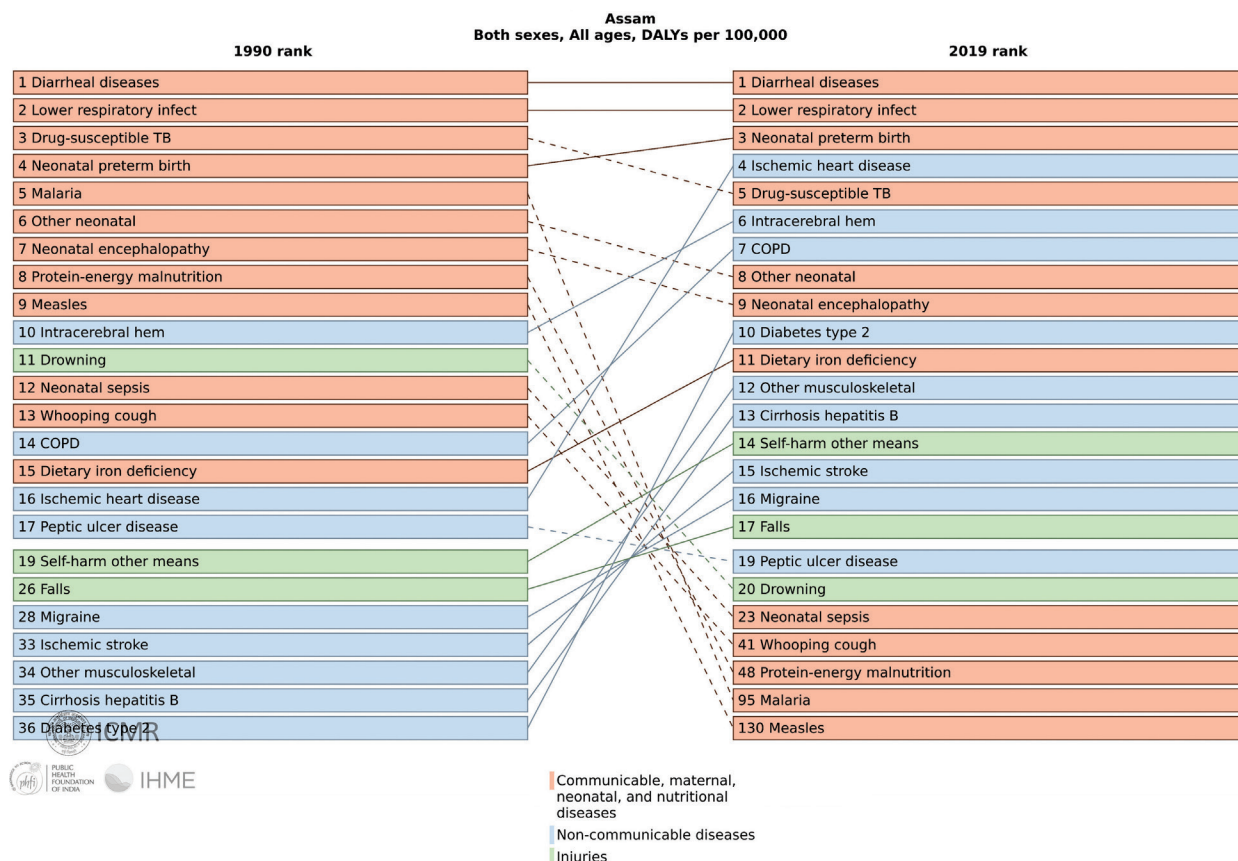 Assam
Both sexes, All ages, DALYs per 100,000
1990 rank
1 Diarrheal diseases
2 Lower respiratory infect
3 Drug-susceptible TB
4 Neonatal preterm birth
5 Malaria
6 Other neonatal
7 Neonatal encephalopathy
8 Protein-energy malnutrition
9 Measles
10 Intracerebral hem
11 Drowning
12 Neonatal sepsis
13 Whooping cough
14 COPD
15 Dietary iron deficiency
16 Ischemic heart disease
17 Peptic ulcer disease
19 Self-harm other means
26 Falls
28 Migraine
33 Ischemic stroke
34 Other musculoskeletal
35 Cirrhosis hepatitis B
36 Diabetes type 2
2019 rank
1 Diarrheal diseases
2 Lower respiratory infect
3 Neonatal preterm birth
4 Ischemic heart disease
5 Drug-susceptible TB
6 Intracerebral hem
7 COPD
8 Other neonatal
9 Neonatal encephalopathy
10 Diabetes type 2
11 Dietary iron deficiency
12 Other musculoskeletal
13 Cirrhosis hepatitis B
14 Self-harm other means
15 Ischemic stroke
16 Migraine
17 Falls
19 Peptic ulcer disease
20 Drowning
23 Neonatal sepsis
41 Whooping cough
48 Protein-energy malnutrition
95 Malaria
130 Measles
ICMR
phfi
PUBLIC
HEALTH
FOUNDATION
OF INDIA
IHME
Communicable, maternal,
neonatal, and nutritional
diseases
Non-communicable diseases
Injuries